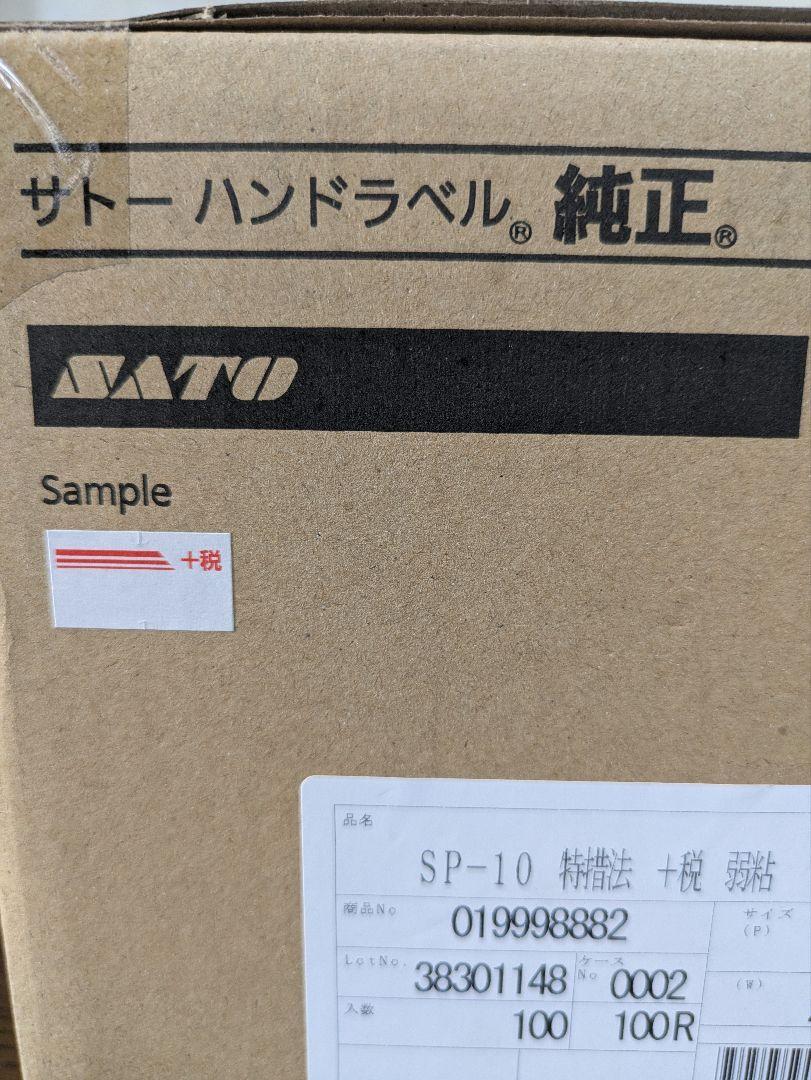 サトー ハンドラベル® 純正®
SATO
Sample
+税
品名
SP-10 特措法 +税 弱粘
商品No 019998882 サイズ
(P)
LotNo. 38301148 ケース No 0002 (W)
入数 100 100R